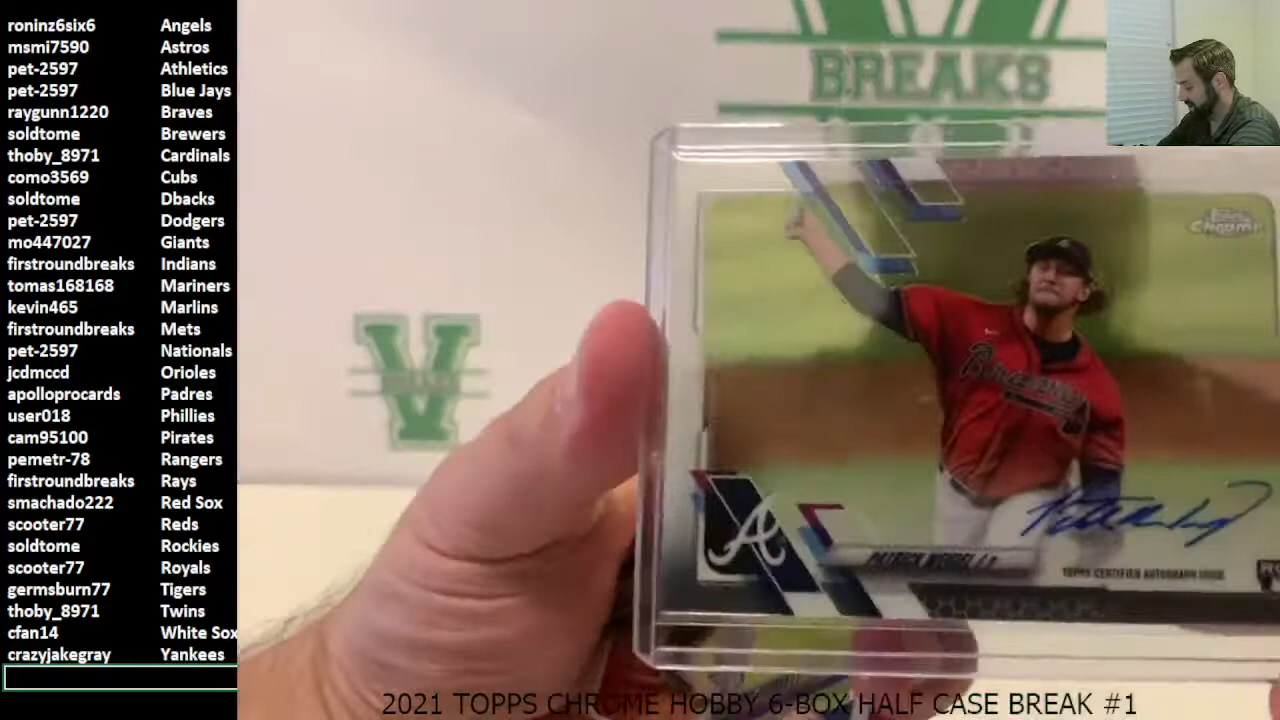 roninz6six6 Angels
msmi7590 Astros
pet-2597 Athletics
pet-2597 Blue Jays
raygunn1220 Braves
soldtome Brewers
thoby_8971 Cardinals
como3569 Cubs
soldtome Dbacks
pet-2597 Dodgers
mo447027 Giants
firstroundbreaks Indians
tomas168168 Mariners
kevin465 Marlins
firstroundbreaks Mets
pet-2597 Nationals
jcdmccd Orioles
apolloprocards Padres
user018 Phillies
cam95100 Pirates
pemetr-78 Rangers
firstroundbreaks Rays
smachado222 Red Sox
scooter77 Reds
soldtome Rockies
scooter77 Royals
germsburn77 Tigers
thoby_8971 Twins
cfan14 White Sox
crazyjakegray Yankees
BREAKS
Topps Chrome
Braves
A
TOPPS CERTIFIED AUTOGRAPH ISSUE
2021 TOPPS CHROME HOBBY 6-BOX HALF CASE BREAK #1